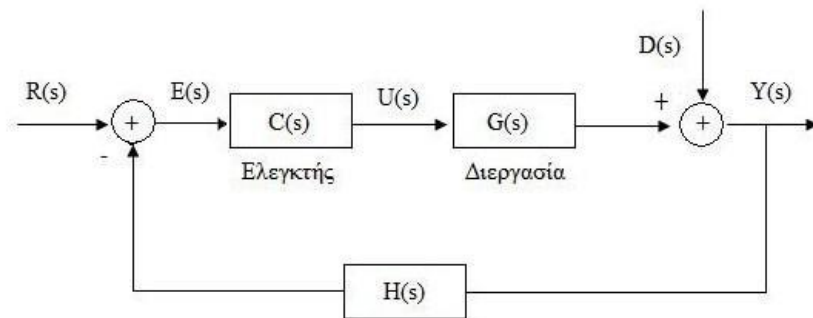 D(s)
R(s)
E(s)
U(s)
Y(s)
+
+
C(s)
G(s)
+
-
Ελεγκτής
Διεργασία
H(s)